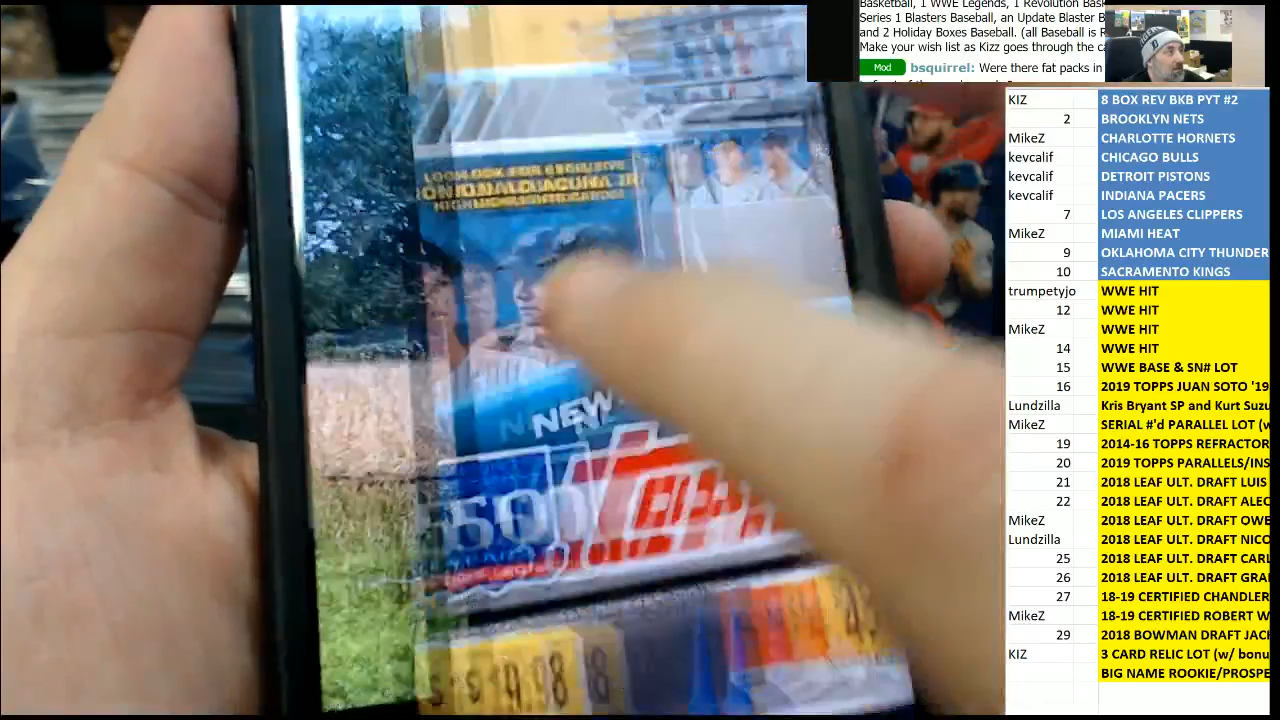 Basketball, 1 WWE Legends, 1 Revolution Bas
Series 1 Blasters Baseball, an Update Blaster B
and 2 Holiday Boxes Baseball. (all Baseball is R
Make your wish list as Kizz goes through the ca
Mod bsquirrel: Were there fat packs in
KIZ 8 BOX REV BKB PYT #2
2 BROOKLYN NETS
MikeZ CHARLOTTE HORNETS
kevcalif CHICAGO BULLS
kevcalif DETROIT PISTONS
kevcalif INDIANA PACERS
7 LOS ANGELES CLIPPERS
MikeZ MIAMI HEAT
9 OKLAHOMA CITY THUNDER
10 SACRAMENTO KINGS
trumpetyjo WWE HIT
12 WWE HIT
MikeZ WWE HIT
14 WWE HIT
15 WWE BASE & SN# LOT
16 2019 TOPPS JUAN SOTO '19
Lundzilla Kris Bryant SP and Kurt Suzu
MikeZ SERIAL #'d PARALLEL LOT (w
19 2014-16 TOPPS REFRACTOR
20 2019 TOPPS PARALLELS/INS
21 2018 LEAF ULT. DRAFT LUIS
22 2018 LEAF ULT. DRAFT ALEC
MikeZ 2018 LEAF ULT. DRAFT OWE
Lundzilla 2018 LEAF ULT. DRAFT NICO
25 2018 LEAF ULT. DRAFT CARL
26 2018 LEAF ULT. DRAFT GRA
27 18-19 CERTIFIED CHANDLER
MikeZ 18-19 CERTIFIED ROBERT W
29 2018 BOWMAN DRAFT JACK
KIZ 3 CARD RELIC LOT (w/ bonu
BIG NAME ROOKIE/PROSPE
LOOK FOR EXCLUSIVE
NEW